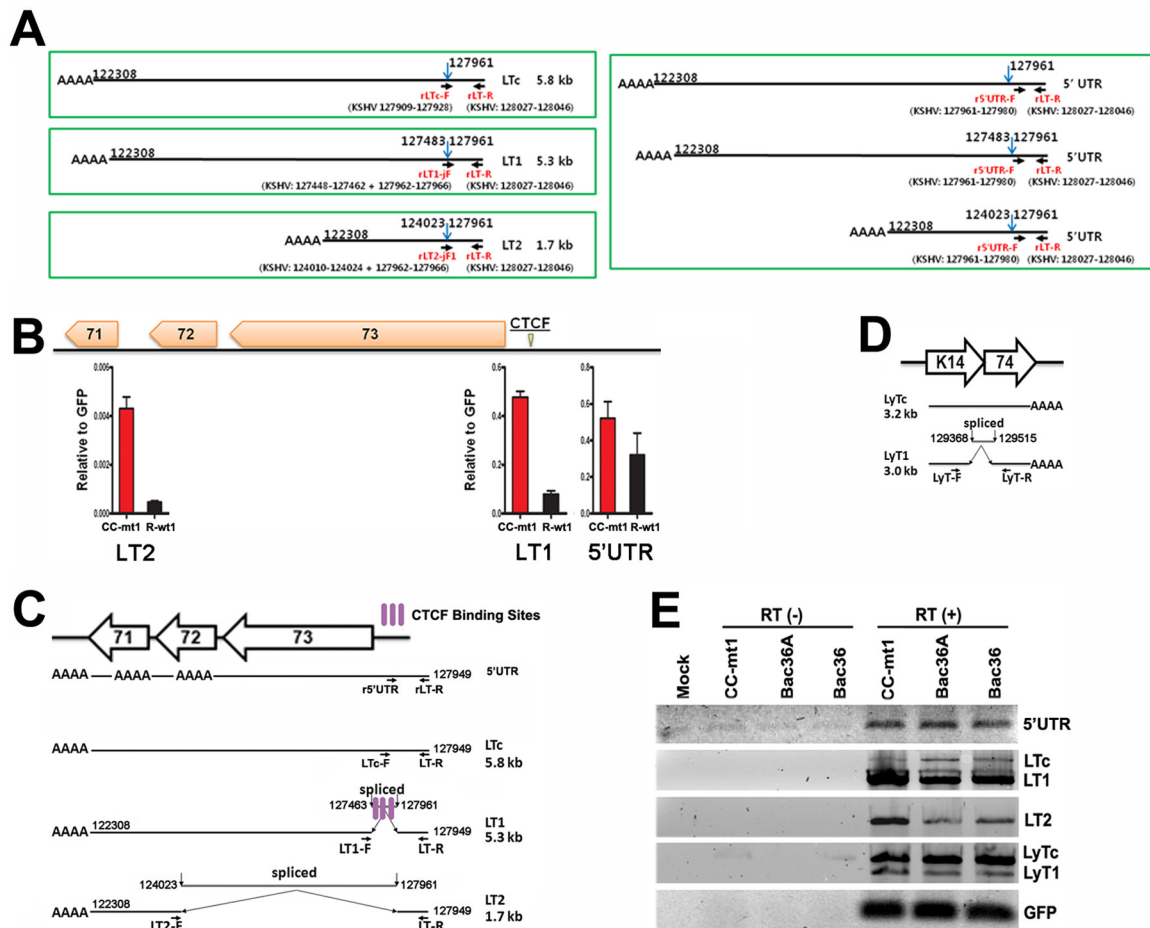 A
AAAA 122308 127961 LTc 5.8 kb
rLTc-F rLT-R
(KSHV 127909-127928) (KSHV: 128027-128046)
AAAA 122308 127483 127961 LT1 5.3 kb
rLT1-jF rLT-R
(KSHV: 127448-127462 + 127962-127966) (KSHV: 128027-128046)
AAAA 122308 124023 127961 LT2 1.7 kb
rLT2-jF1 rLT-R
(KSHV: 124010-124024 + 127962-127966) (KSHV: 128027-128046)
AAAA 122308 127961 5' UTR
r5'UTR-F rLT-R
(KSHV: 127961-127980) (KSHV: 128027-128046)
AAAA 122308 127483 127961 5'UTR
r5'UTR-F rLT-R
(KSHV: 127961-127980) (KSHV: 128027-128046)
AAAA 122308 124023 127961 5'UTR
r5'UTR-F rLT-R
(KSHV: 127961-127980) (KSHV: 128027-128046)
B
71 72 73 CTCF
Relative to GFP
0.006
0.004
0.002
0.0
CC-mt1 R-wt1
LT2
Relative to GFP
0.6
0.4
0.2
0.0
CC-mt1 R-wt1
LT1
0.8
0.6
0.4
0.2
0.0
CC-mt1 R-wt1
5'UTR
D
K14 74
LyTc
3.2 kb
AAAA
spliced
129368 129515
LyT1
3.0 kb
AAAA
LyT-F LyT-R
C
CTCF Binding Sites
71 72 73
AAAA AAAA AAAA 127949 5'UTR
r5'UTR rLT-R
AAAA 127949 LTc
5.8 kb
LTc-F LT-R
spliced
127463 127961
AAAA 122308 127949 LT1
5.3 kb
LT1-F LT-R
124023 spliced 127961
AAAA 122308 127949 LT2
1.7 kb
LT2-F LT-R
E
RT (-) RT (+)
Mock CC-mt1 Bac36A Bac36 CC-mt1 Bac36A Bac36
5'UTR
LTc
LT1
LT2
LyTc
LyT1
GFP